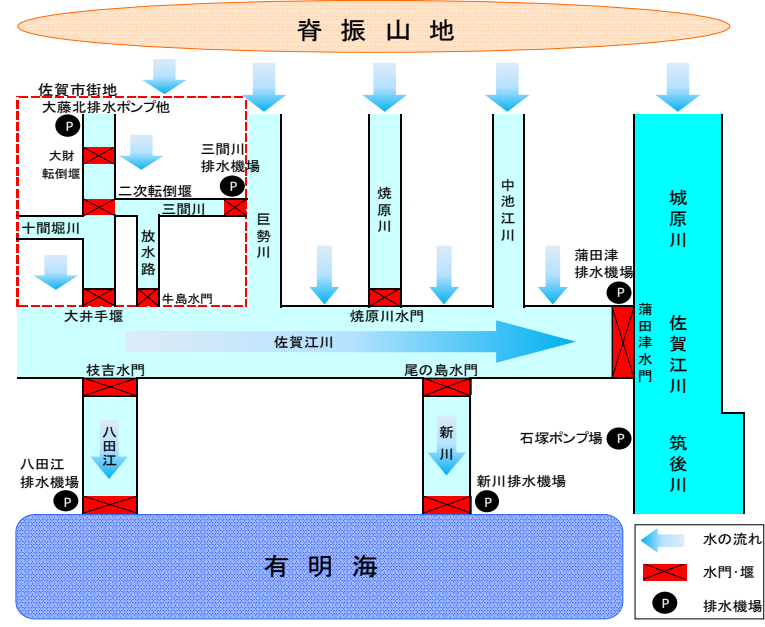 脊振山地
佐賀市街地
大藤北排水ポンプ他
P
大財
転倒堰
三間川
排水機場
P
二次転倒堰
三間川
十間堀川
放水路
牛島水門
大井手堰
巨勢川
焼原川
焼原川水門
中池江川
蒲田津
排水機場
P
蒲田津水門
城原川
佐賀江川
筑後川
佐賀江川
枝吉水門
尾の島水門
八田江
新川
石塚ポンプ場
P
八田江
排水機場
P
新川排水機場
P
有明海
水の流れ
水門・堰
P
排水機場